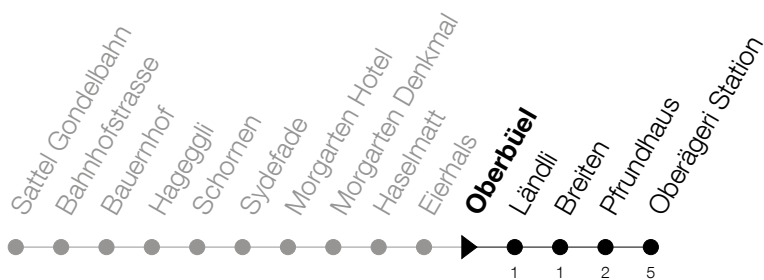 Sattel Gondelbahn
Bahnhofstrasse
Bauernhof
Hageggli
Schornen
Sydefade
Morgarten Hotel
Morgarten Denkmal
Haselmatt
Eierhals
Oberbüel
Ländli
Breiten
Pfrundhaus
Oberägeri Station
1 1 2 5